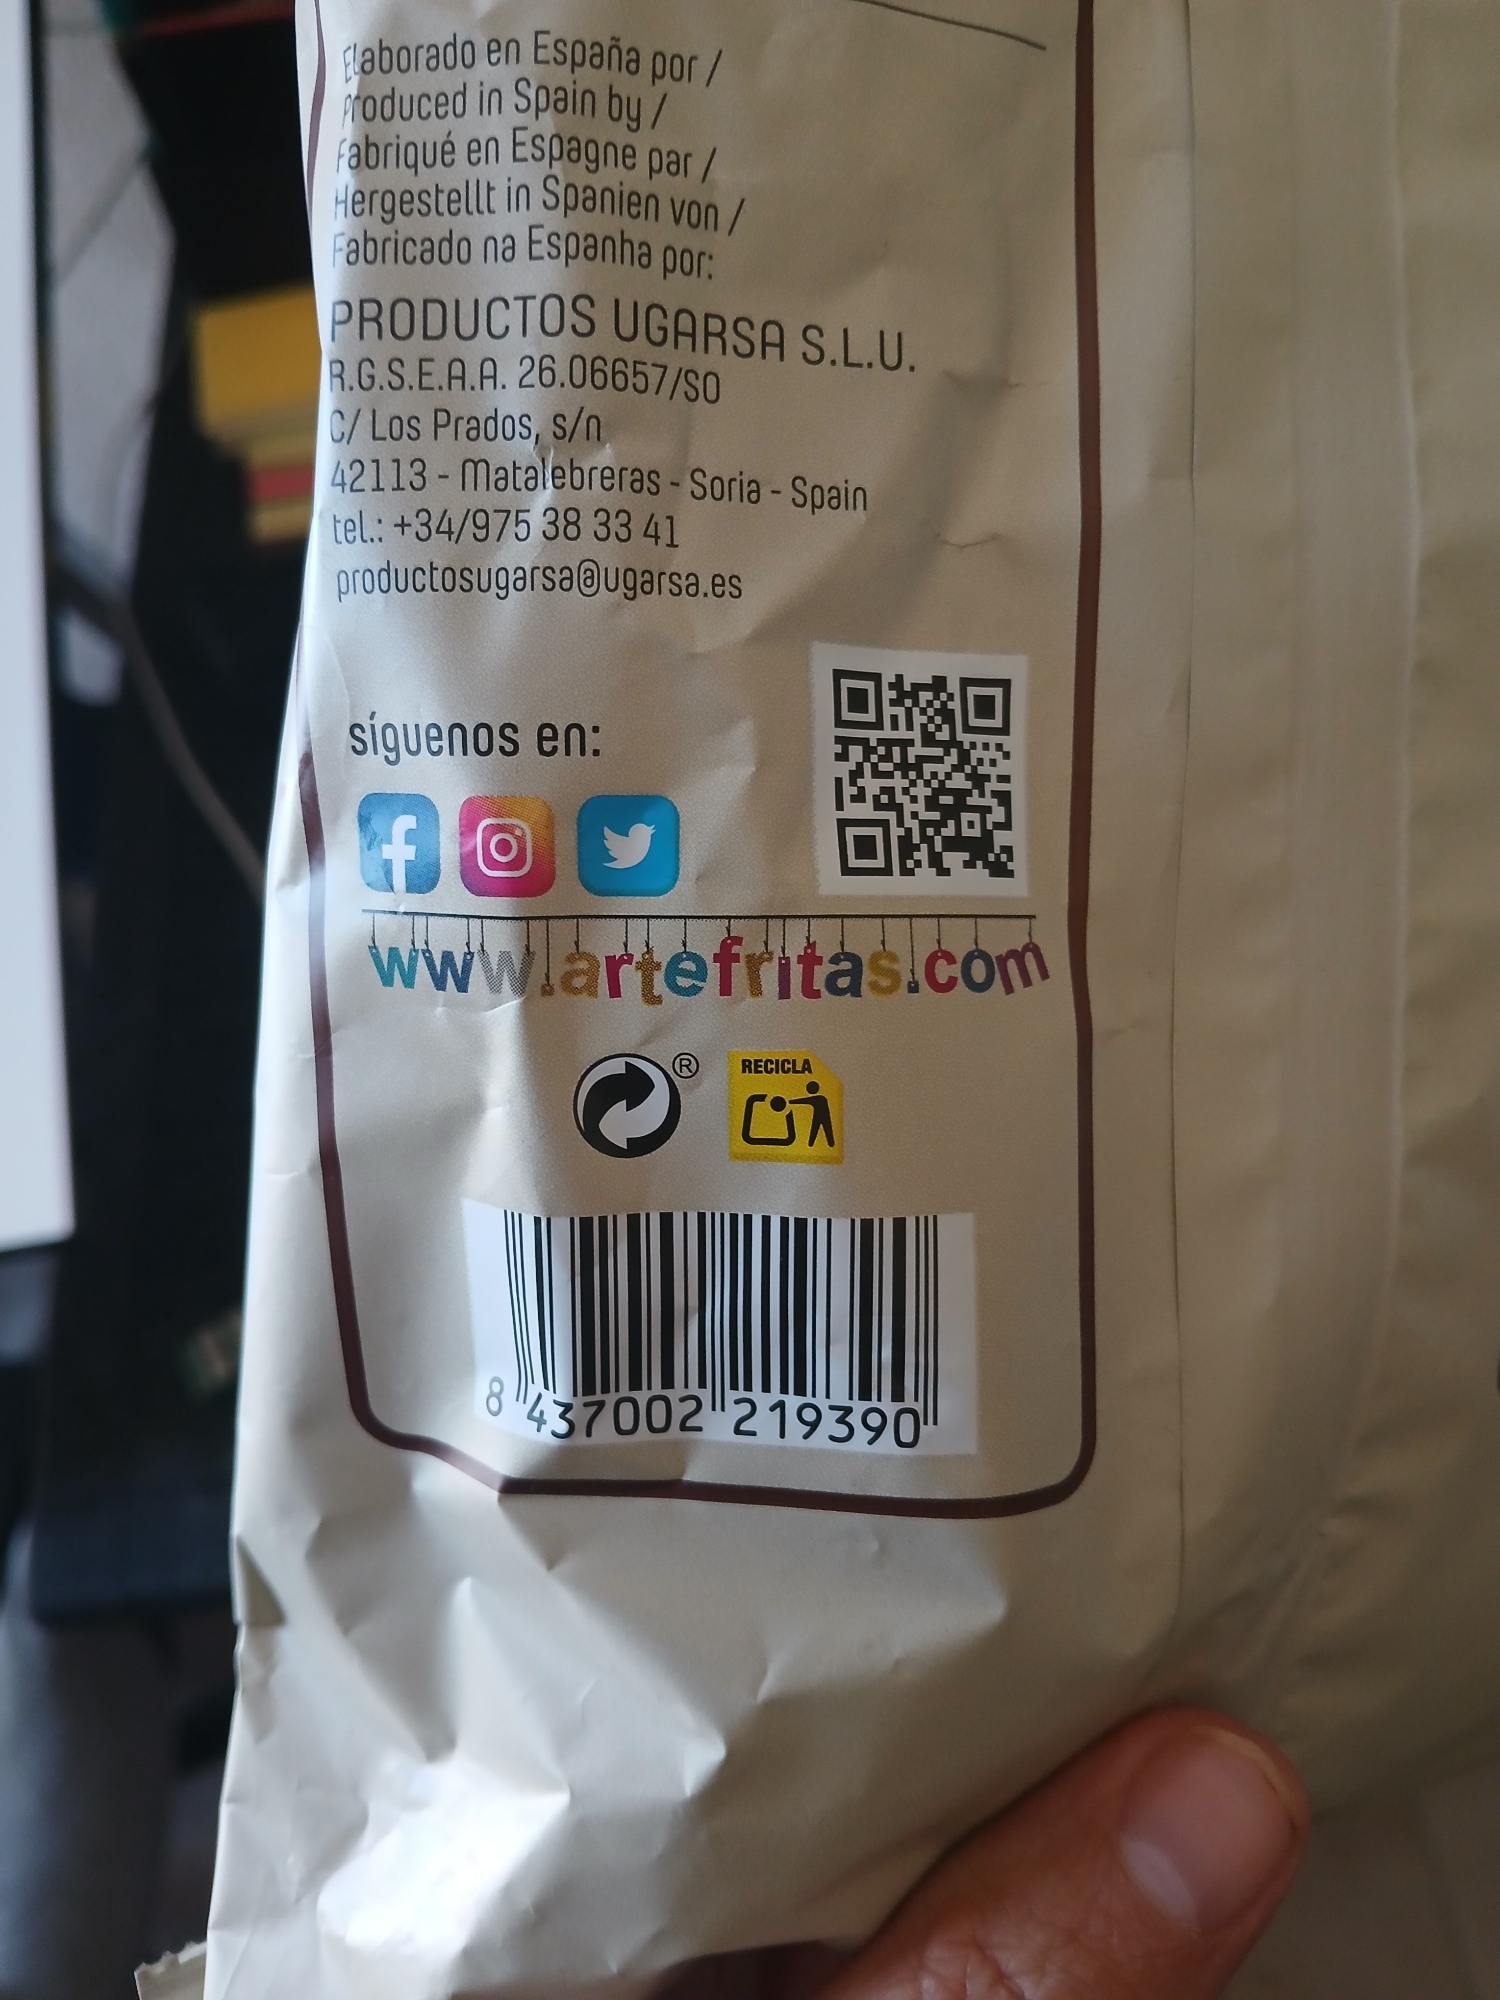 Elaborado en España por /
Produced in Spain by /
Fabriqué en Espagne par /
Hergestellt in Spanien von /
Fabricado na Espanha por:
PRODUCTOS UGARSA S.L.U.
R.G.S.E.A.A. 26.06657/SO
C/ Los Prados, s/n
42113 - Matalebreras - Soria - Spain
tel.: +34/975 38 33 41
productosugarsa@ugarsa.es
síguenos en:
www.artefritas.com
®
RECICLA
8 437002 219390